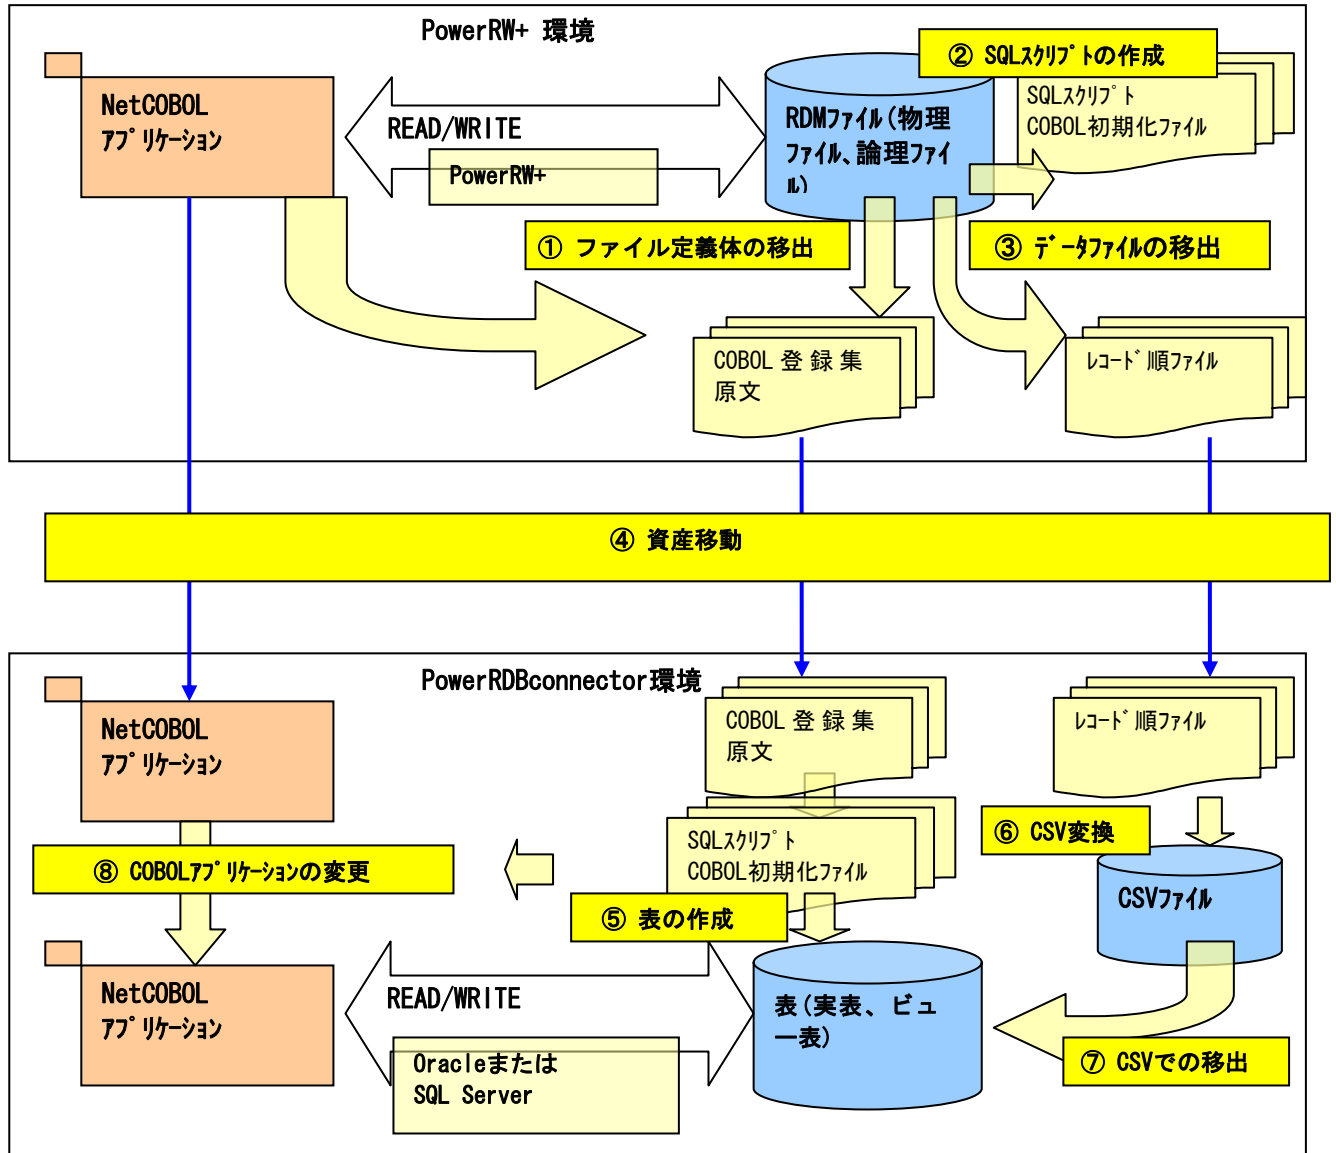 PowerRW+ 環境
② SQLスクリプトの作成
NetCOBOL
アプリケーション
READ/WRITE
PowerRW+
RDMファイル(物理
ファイル、論理ファイ
ル)
SQLスクリプト
COBOL初期化ファイル
① ファイル定義体の移出
③ データファイルの移出
COBOL 登 録 集
原文
レコード順ファイル
④ 資産移動
PowerRDBconnector環境
NetCOBOL
アプリケーション
COBOL 登 録 集
原文
レコード順ファイル
SQLスクリプト
COBOL初期化ファイル
⑥ CSV変換
⑧ COBOLアプリケーションの変更
CSVファイル
⑤ 表の作成
NetCOBOL
アプリケーション
READ/WRITE
Oracleまたは
SQL Server
表(実表、ビュ
ー表)
⑦ CSVでの移出